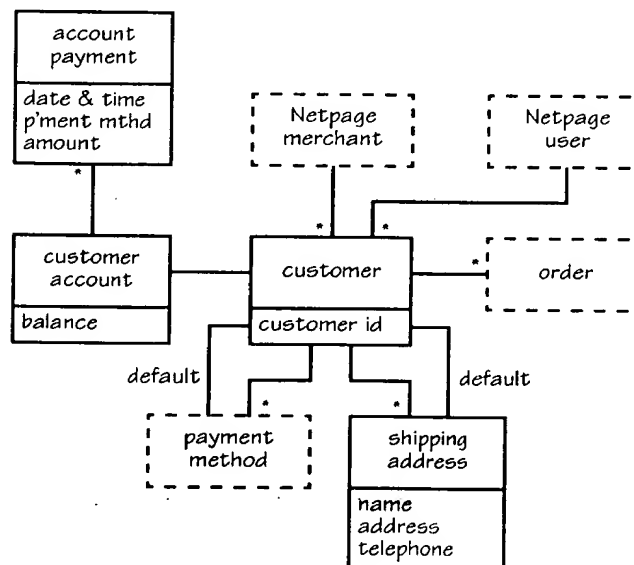 account
payment
date & time
p'ment mthd
amount
*
Netpage
merchant
*
Netpage
user
*
customer
account
balance
customer
customer id
*
order
default
*
payment
method
default
*
shipping
address
name
address
telephone